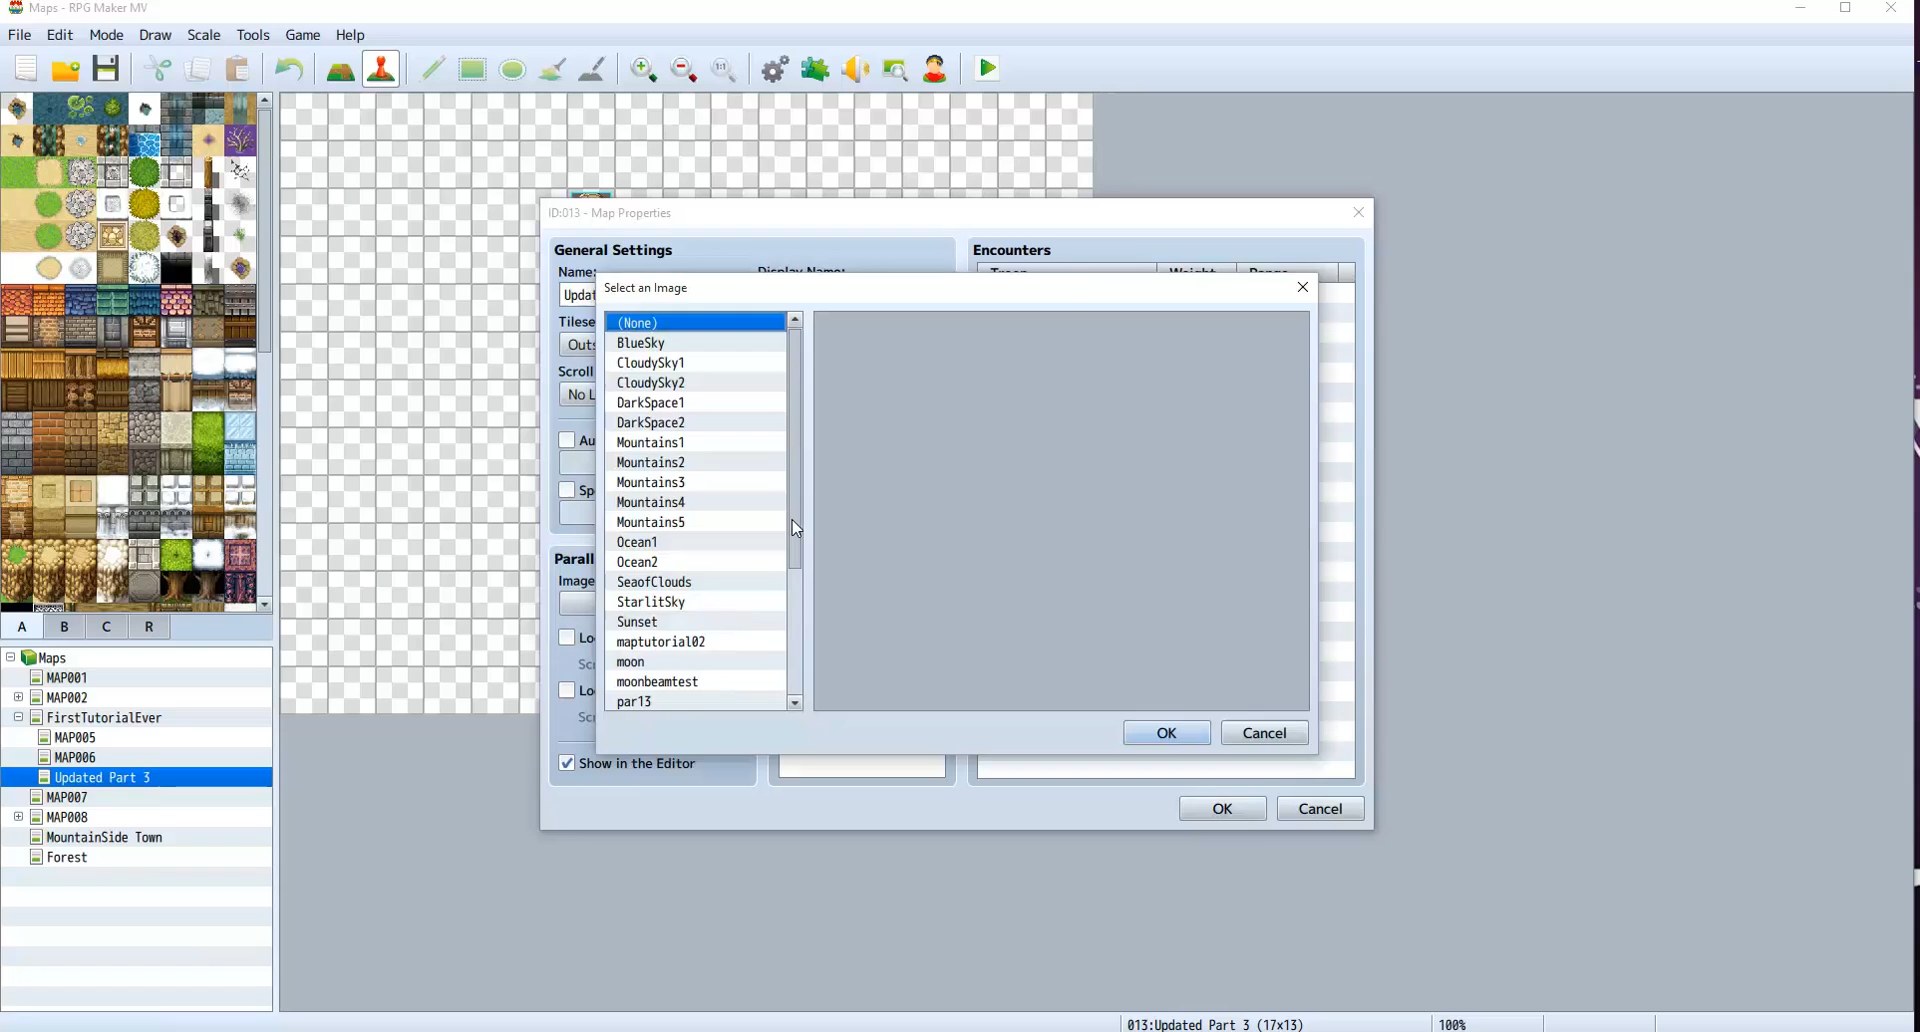 Maps - RPG Maker MV
File Edit Mode Draw Scale Tools Game Help
1:1
ID:013 - Map Properties
General Settings
Encounters
Name:
Display Name:
Troop Weight Range
Updat
Select an Image
Tilese
Outs
Scroll
No L
Au
Sp
Parall
Image
Lo
Sc
Lo
Sc
(None)
BlueSky
CloudySky1
CloudySky2
DarkSpace1
DarkSpace2
Mountains1
Mountains2
Mountains3
Mountains4
Mountains5
Ocean1
Ocean2
SeaofClouds
StarlitSky
Sunset
maptutorial02
moon
moonbeamtest
par13
OK Cancel
Show in the Editor
OK Cancel
A B C R
Maps
MAP001
MAP002
FirstTutorialEver
MAP005
MAP006
Updated Part 3
MAP007
MAP008
MountainSide Town
Forest
013:Updated Part 3 (17x13) 100%